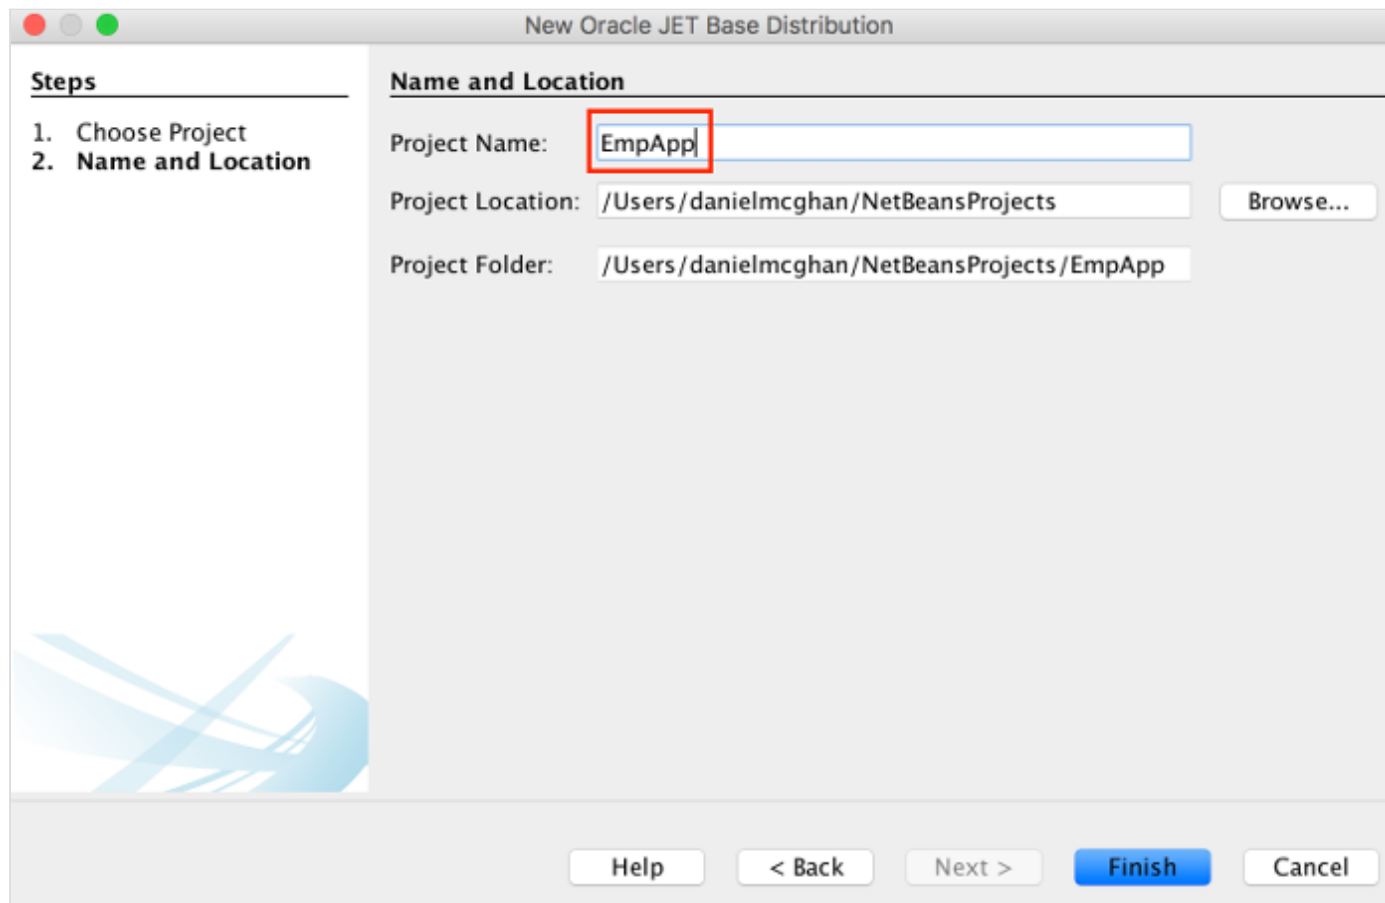 New Oracle JET Base Distribution
Steps
1. Choose Project
2. Name and Location
Name and Location
Project Name: EmpApp
Project Location: /Users/danielmcghan/NetBeansProjects Browse...
Project Folder: /Users/danielmcghan/NetBeansProjects/EmpApp
Help < Back Next > Finish Cancel